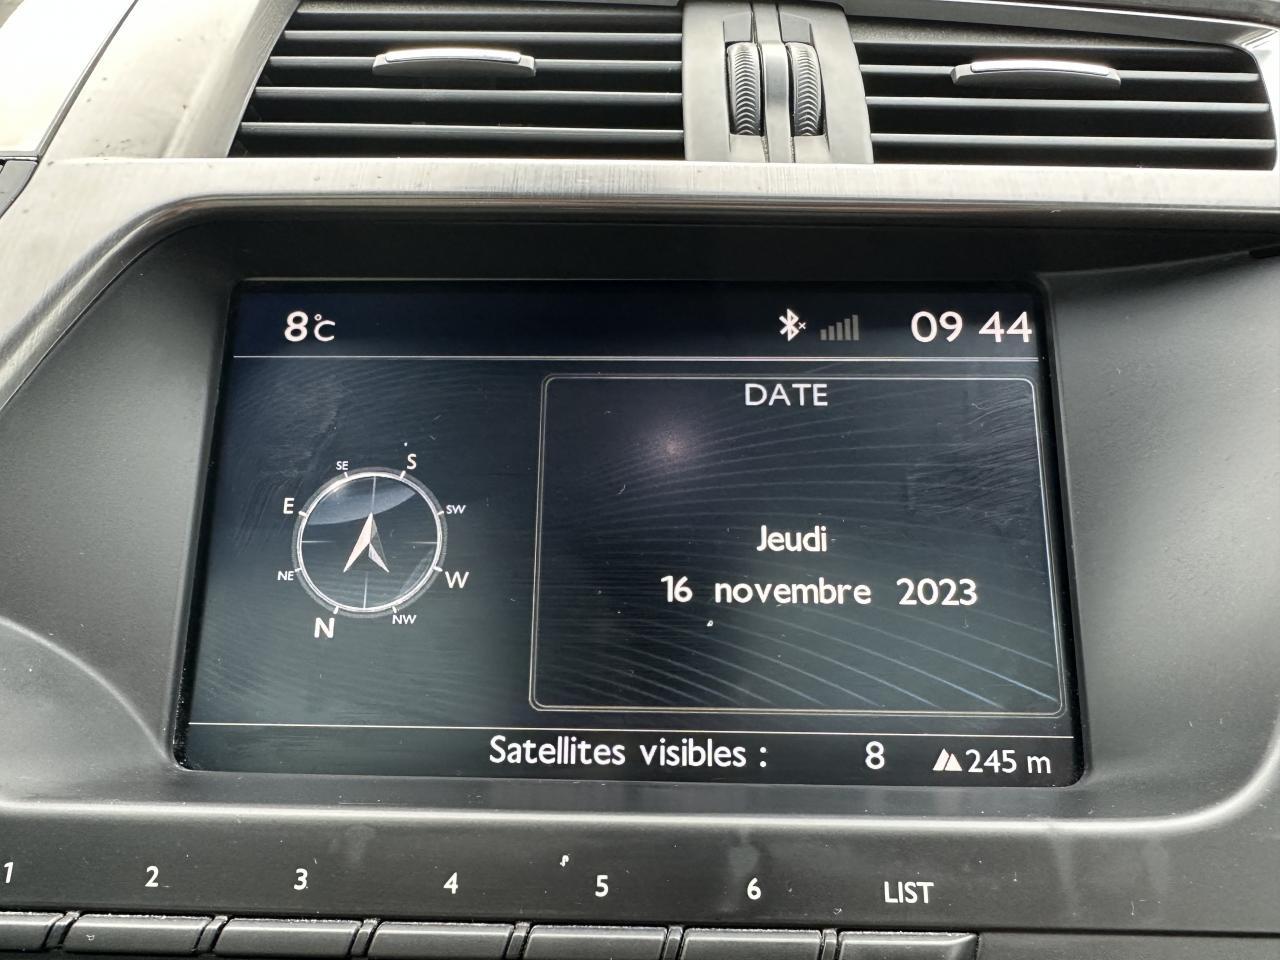 8°C
09 44
DATE
SE
S
E
SW
NE
W
N
NW
Jeudi
16 novembre 2023
Satellites visibles : 8
245 m
1 2 3 4 5 6 LIST